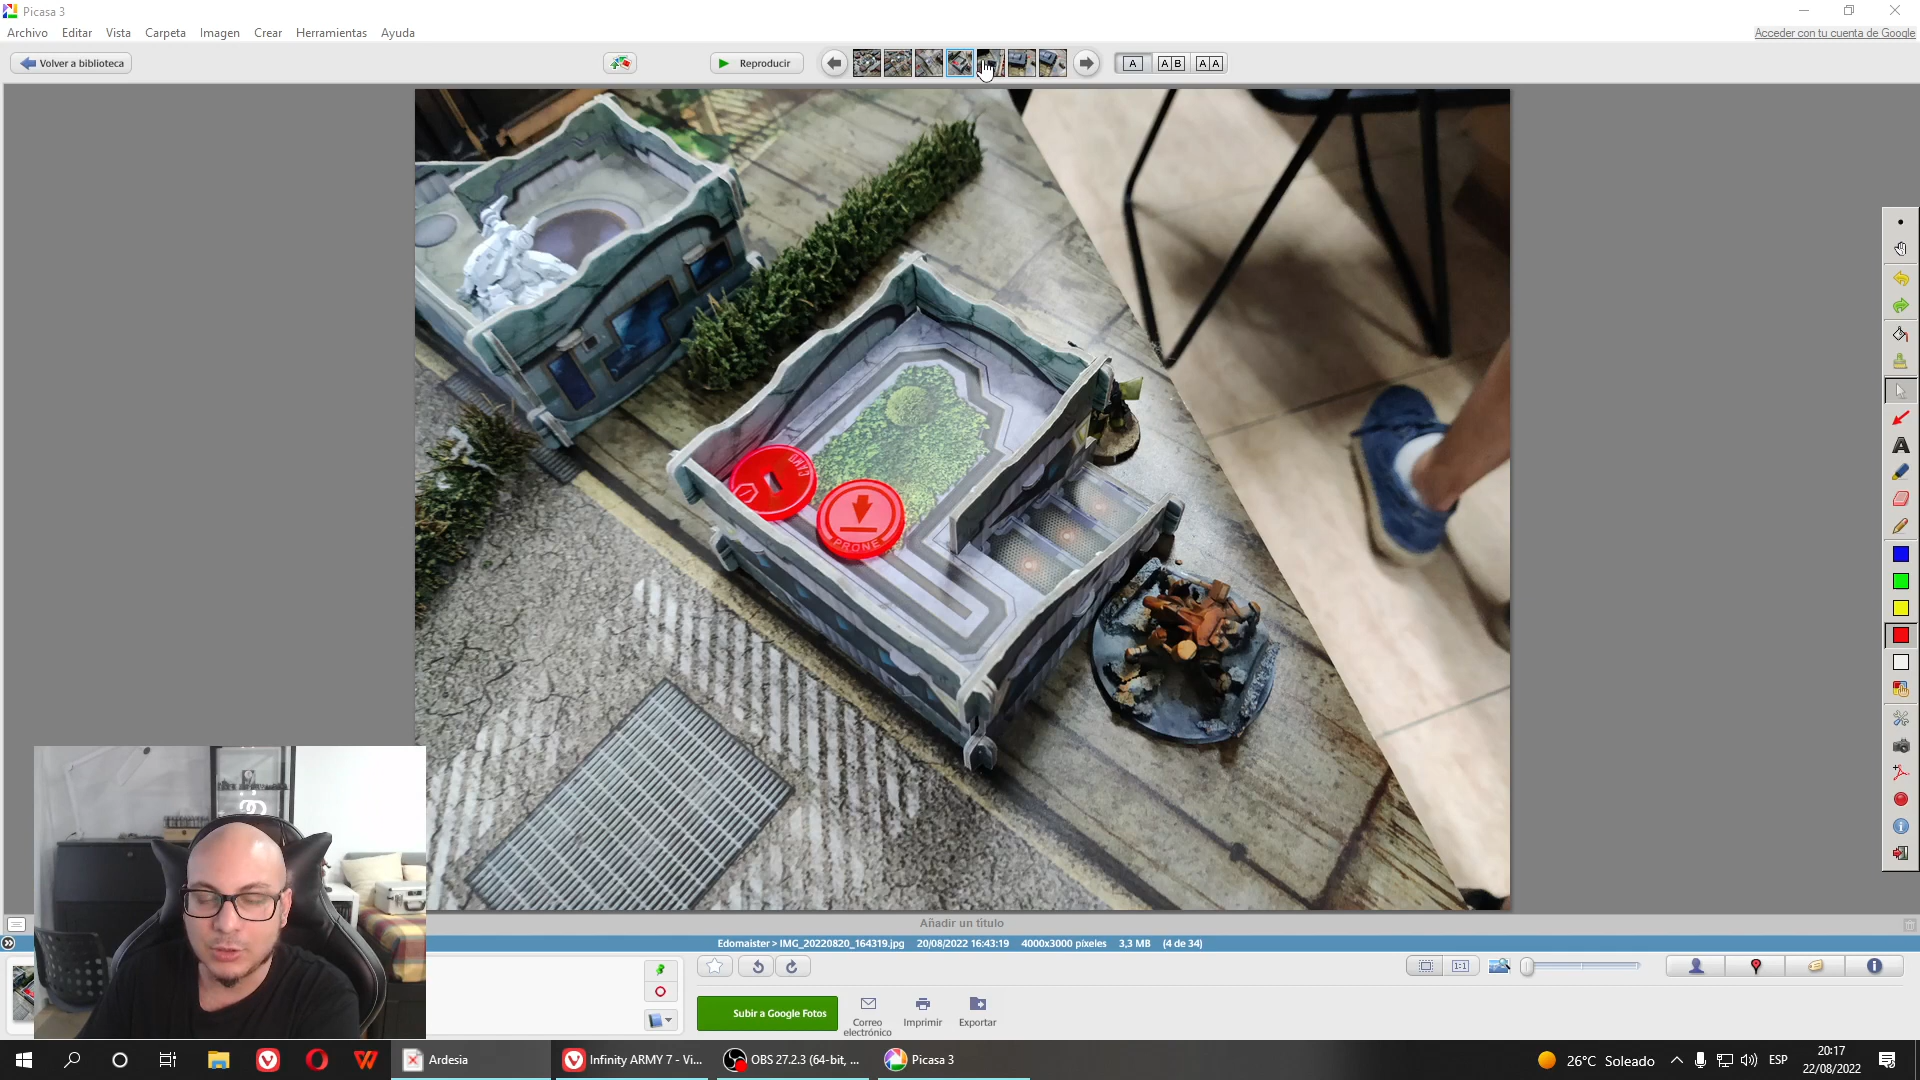 Picasa 3
Archivo Editar Vista Carpeta Imagen Crear Herramientas Ayuda
Acceder con tu cuenta de Google
Volver a biblioteca
Reproducir
A A B A A
CAMO
PRONE
A
Añadir un título
Edomaister > IMG_20220820_164319.jpg 20/08/2022 16:43:19 4000x3000 píxeles 3,3 MB (4 de 34)
1:1
Subir a Google Fotos
Correo electrónico
Imprimir
Exportar
Ardesia
Infinity ARMY 7 - Vi...
OBS 27.2.3 (64-bit, ...
Picasa 3
26°C Soleado
ESP
20:17
22/08/2022